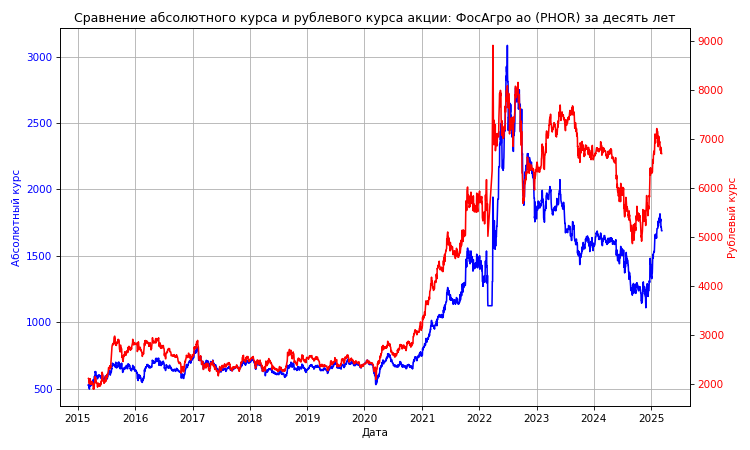 Сравнение абсолютного курса и рублевого курса акции: ФосАгро ао (PHOR) за десять лет
3000
2500
2000
1500
1000
500
Абсолютный курс
9000
8000
7000
6000
5000
4000
3000
2000
Рублевый курс
2015 2016 2017 2018 2019 2020 2021 2022 2023 2024 2025
Дата